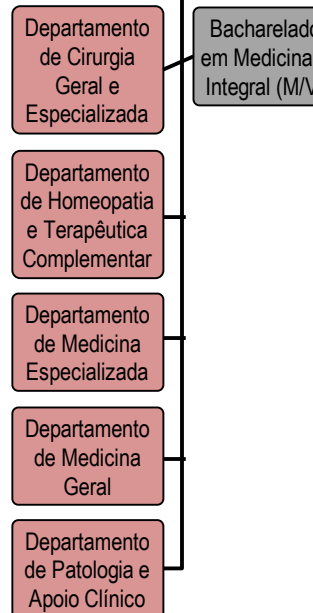 Departamento
de Cirurgia
Geral e
Especializada
Bacharelado
em Medicina
Integral (M/V
Departamento
de Homeopatia
e Terapêutica
Complementar
Departamento
de Medicina
Especializada
Departamento
de Medicina
Geral
Departamento
de Patologia e
Apoio Clínico